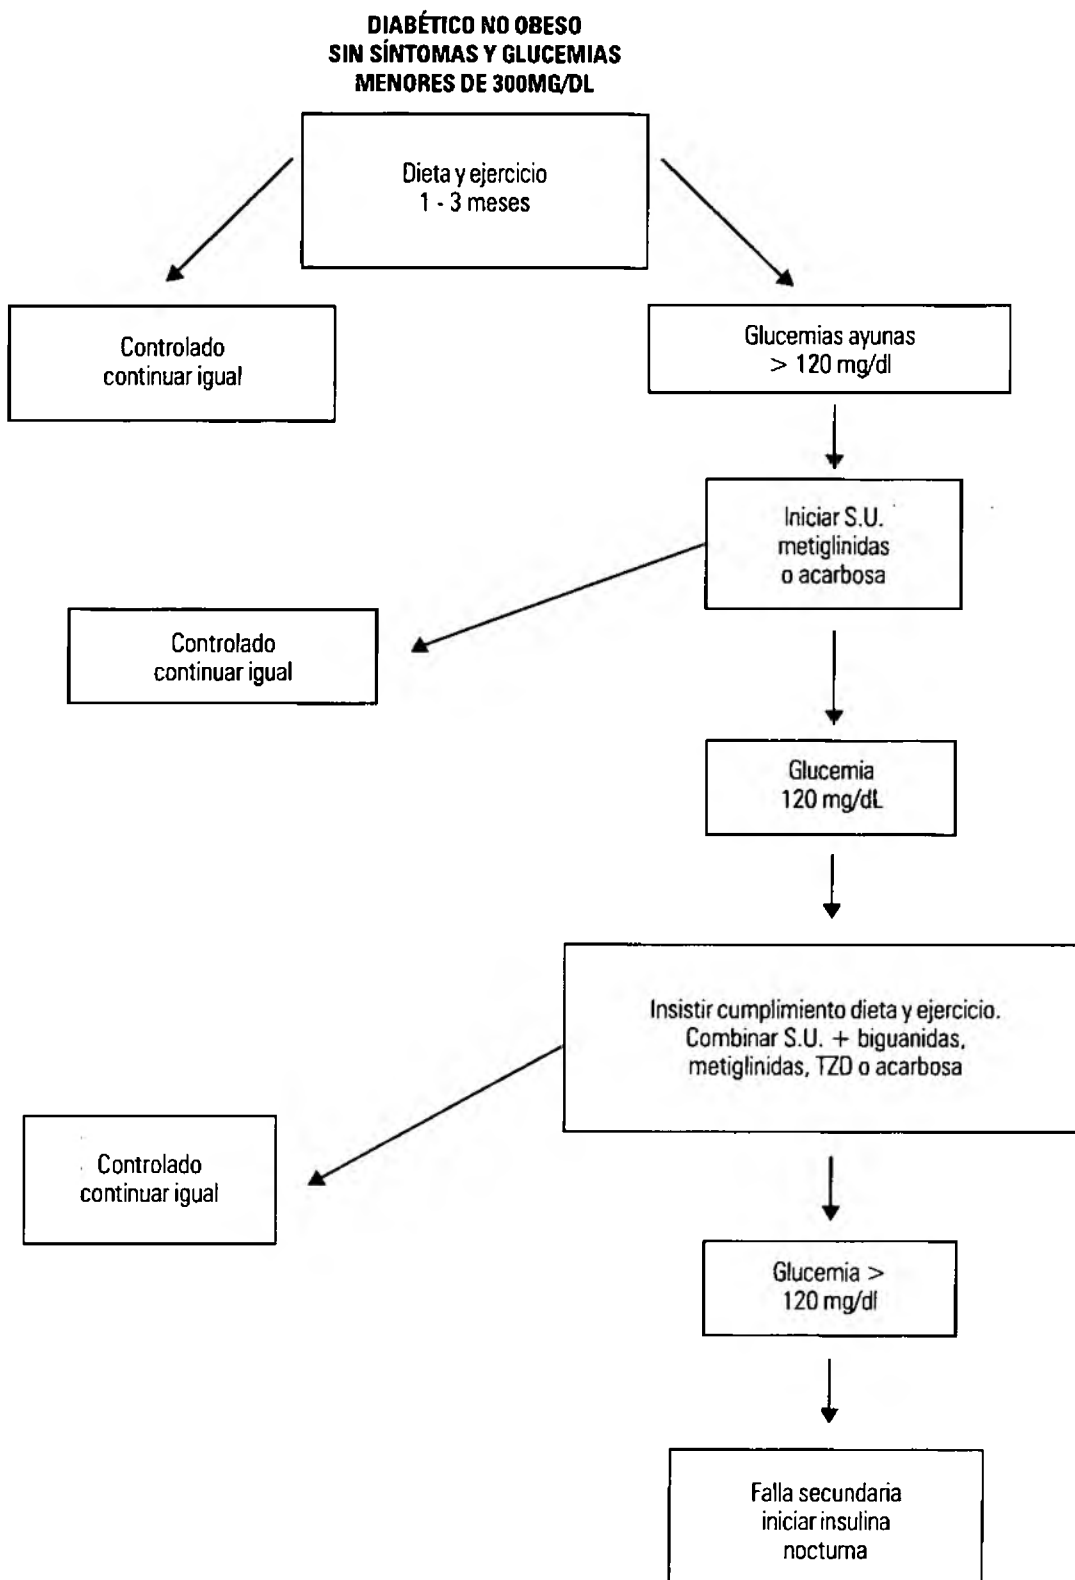 DIABÉTICO NO OBESO
SIN SÍNTOMAS Y GLUCEMIAS
MENORES DE 300MG/DL
Dieta y ejercicio
1 - 3 meses
Controlado
continuar igual
Glucemias ayunas
> 120 mg/dl
Iniciar S.U.
metiglinidas
o acarbosa
Controlado
continuar igual
Glucemia
120 mg/dL
Insistir cumplimiento dieta y ejercicio.
Combinar S.U. + biguanidas,
metiglinidas, TZD o acarbosa
Controlado
continuar igual
Glucemia >
120 mg/dl
Falla secundaria
iniciar insulina
nocturna